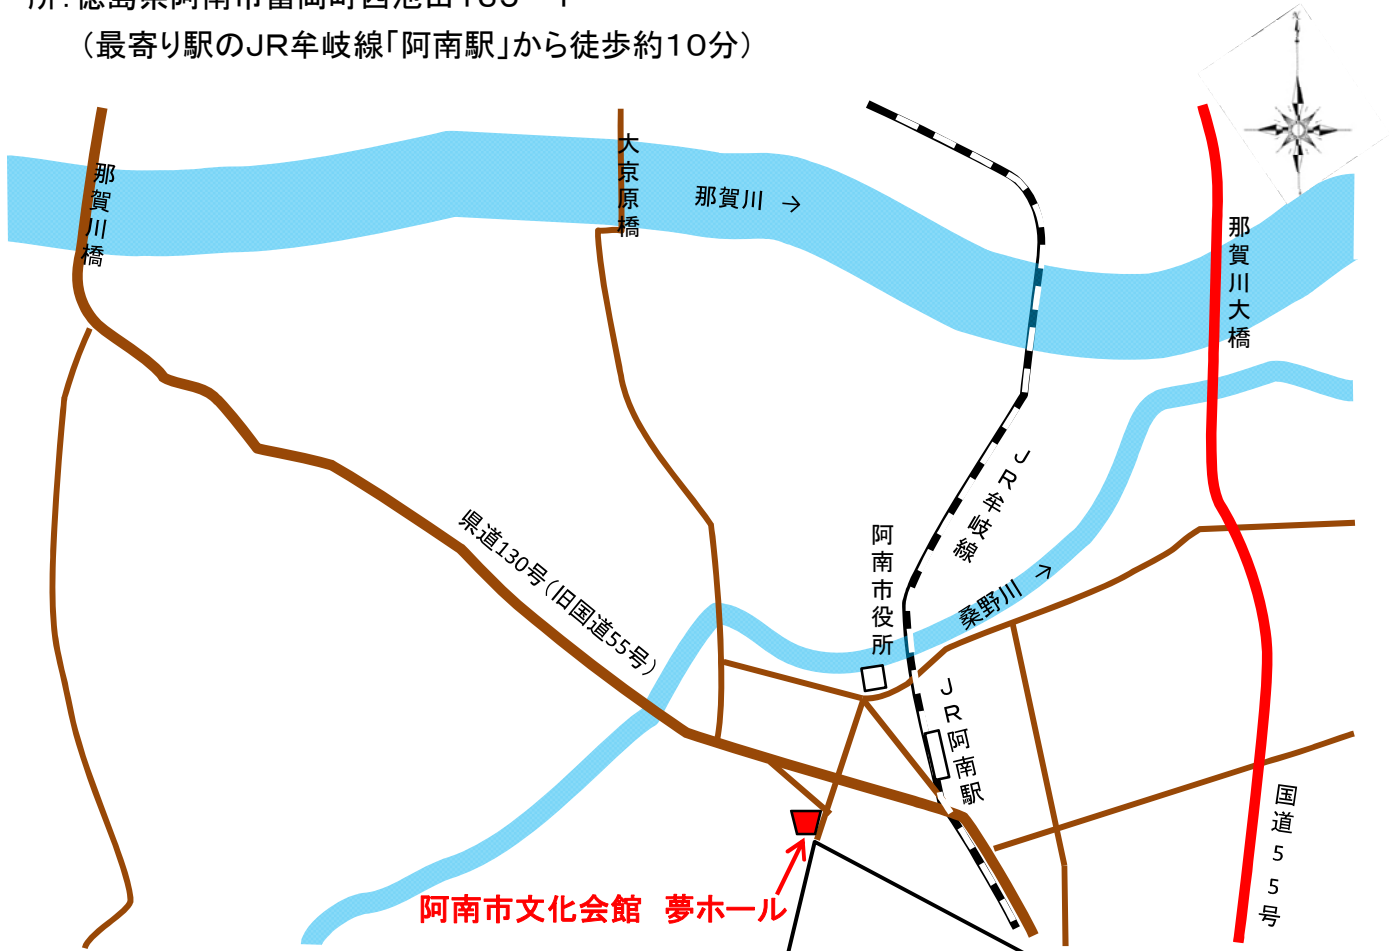 （最寄り駅のJR牟岐線「阿南駅」から徒歩約10分）
那賀川橋
大京原橋
那賀川 →
那賀川大橋
JR牟岐線
県道130号（旧国道55号）
阿南市役所
桑野川 →
JR阿南駅
国道55号
阿南市文化会館　夢ホール